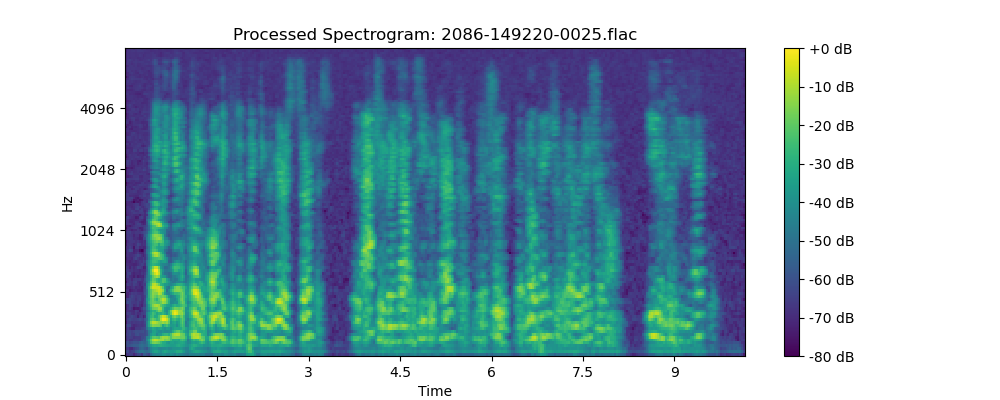 Processed Spectrogram: 2086-149220-0025.flac
Hz
4096
2048
1024
512
0
0 1.5 3 4.5 6 7.5 9
Time
+0 dB
-10 dB
-20 dB
-30 dB
-40 dB
-50 dB
-60 dB
-70 dB
-80 dB